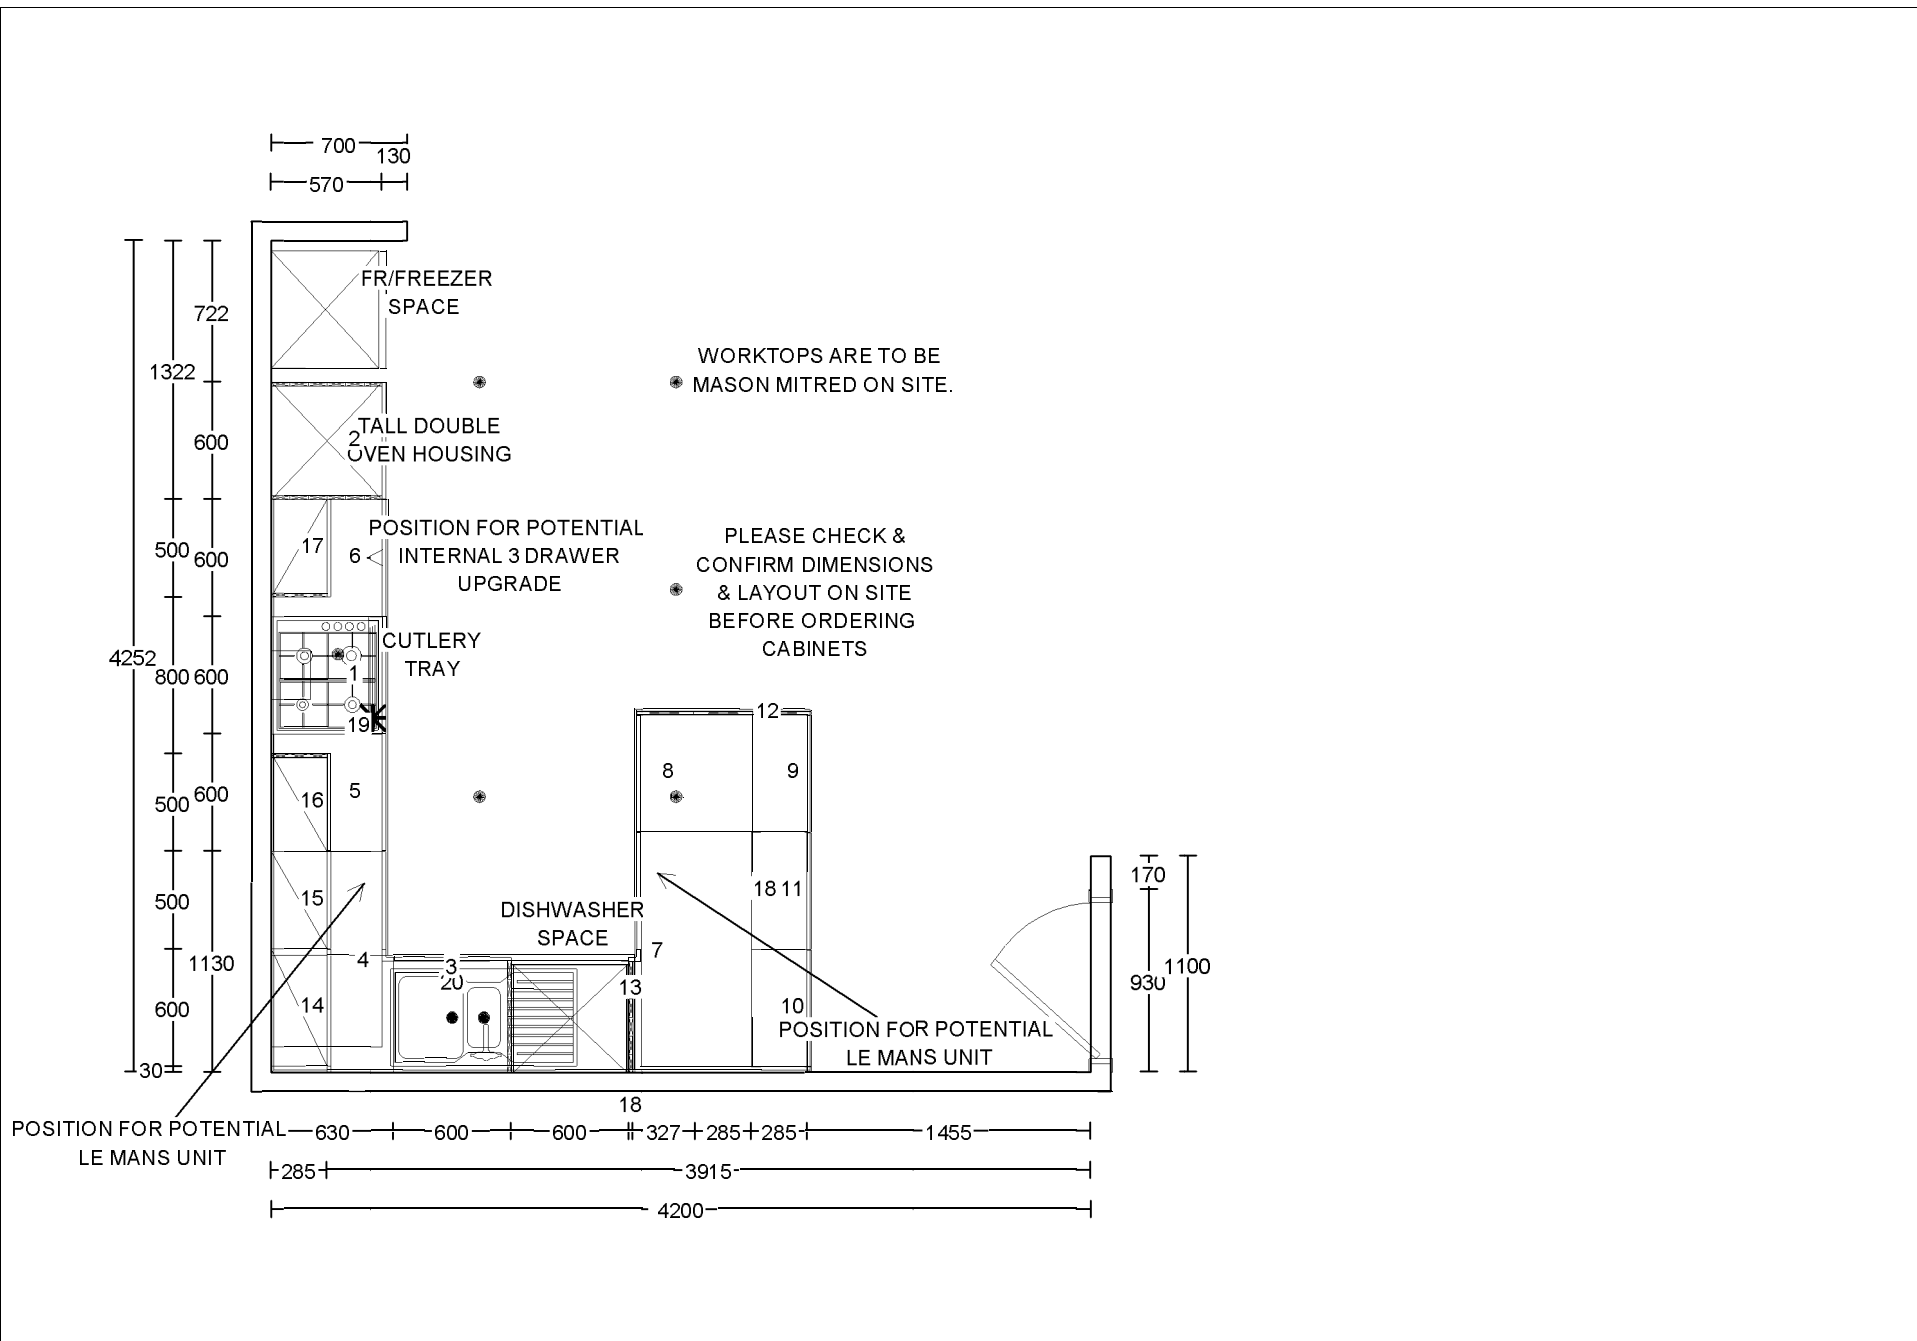 700
130
570
FR/FREEZER
SPACE
722
1322
WORKTOPS ARE TO BE
MASON MITRED ON SITE.
600
2
TALL DOUBLE
OVEN HOUSING
POSITION FOR POTENTIAL
INTERNAL 3 DRAWER
UPGRADE
17
6
500
600
PLEASE CHECK &
CONFIRM DIMENSIONS
& LAYOUT ON SITE
BEFORE ORDERING
CABINETS
CUTLERY
TRAY
4252
800
600
1
19
12
8
9
500
600
16
5
170
500
15
18 11
DISHWASHER
SPACE
7
1130
4
3
20
13
930
1100
600
14
10
POSITION FOR POTENTIAL
LE MANS UNIT
30
18
POSITION FOR POTENTIAL
LE MANS UNIT
630
600
600
327
285
285
1455
285
3915
4200